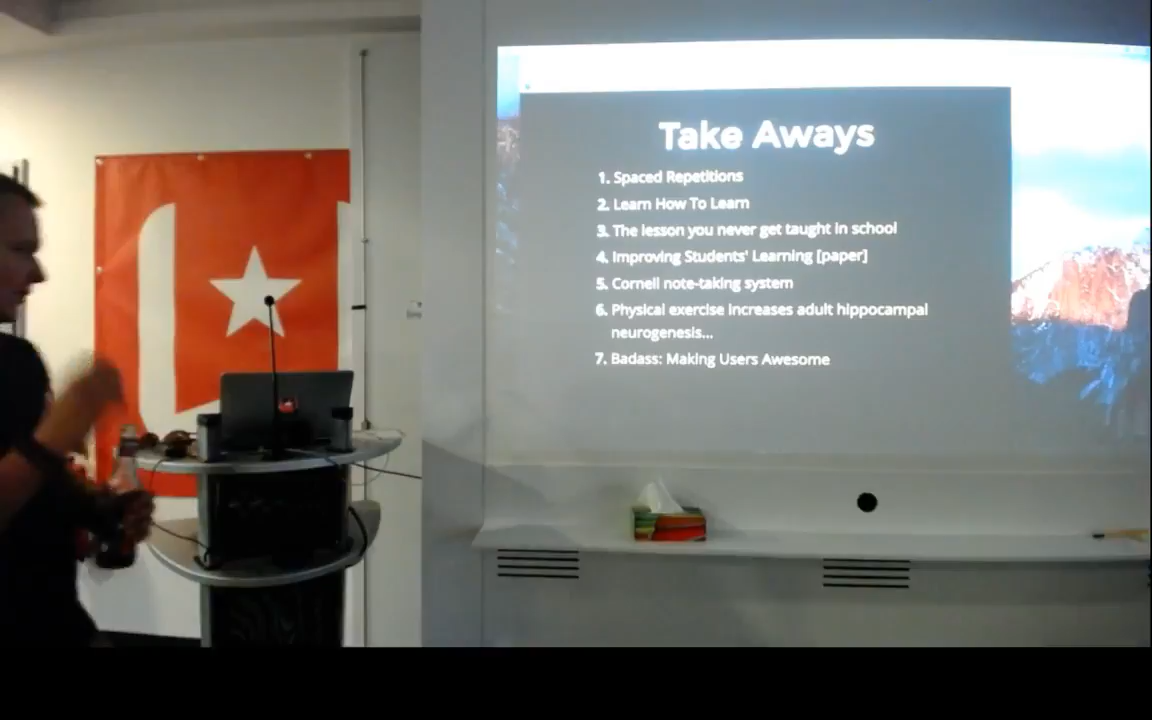 Take Aways
1. Spaced Repetitions
2. Learn How To Learn
3. The lesson you never get taught in school
4. Improving Students' Learning [paper]
5. Cornell note-taking system
6. Physical exercise increases adult hippocampal
neurogenesis...
7. Badass: Making Users Awesome